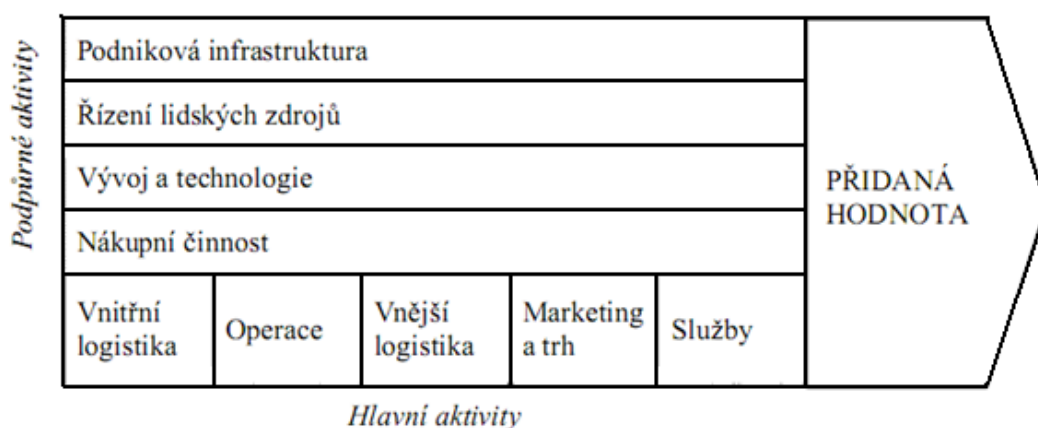 Podpůrné aktivity
Podniková infrastruktura
Řízení lidských zdrojů
Vývoj a technologie
Nákupní činnost
Vnitřní
logistika
Operace
Vnější
logistika
Marketing
a trh
Služby
PŘIDANÁ
HODNOTA
Hlavní aktivity